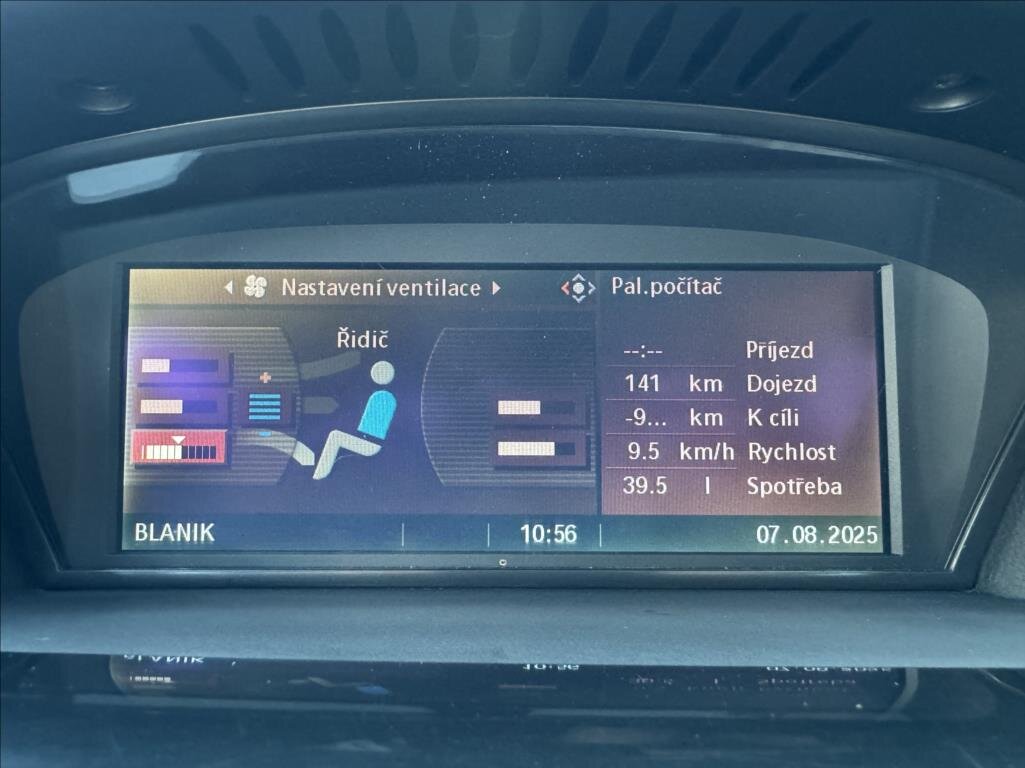 Nastavení ventilace
Pal.počítač
Řidič
--:-- Příjezd
141 km Dojezd
-9... km K cíli
9.5 km/h Rychlost
39.5 l Spotřeba
BLANIK 10:56 07.08.2025